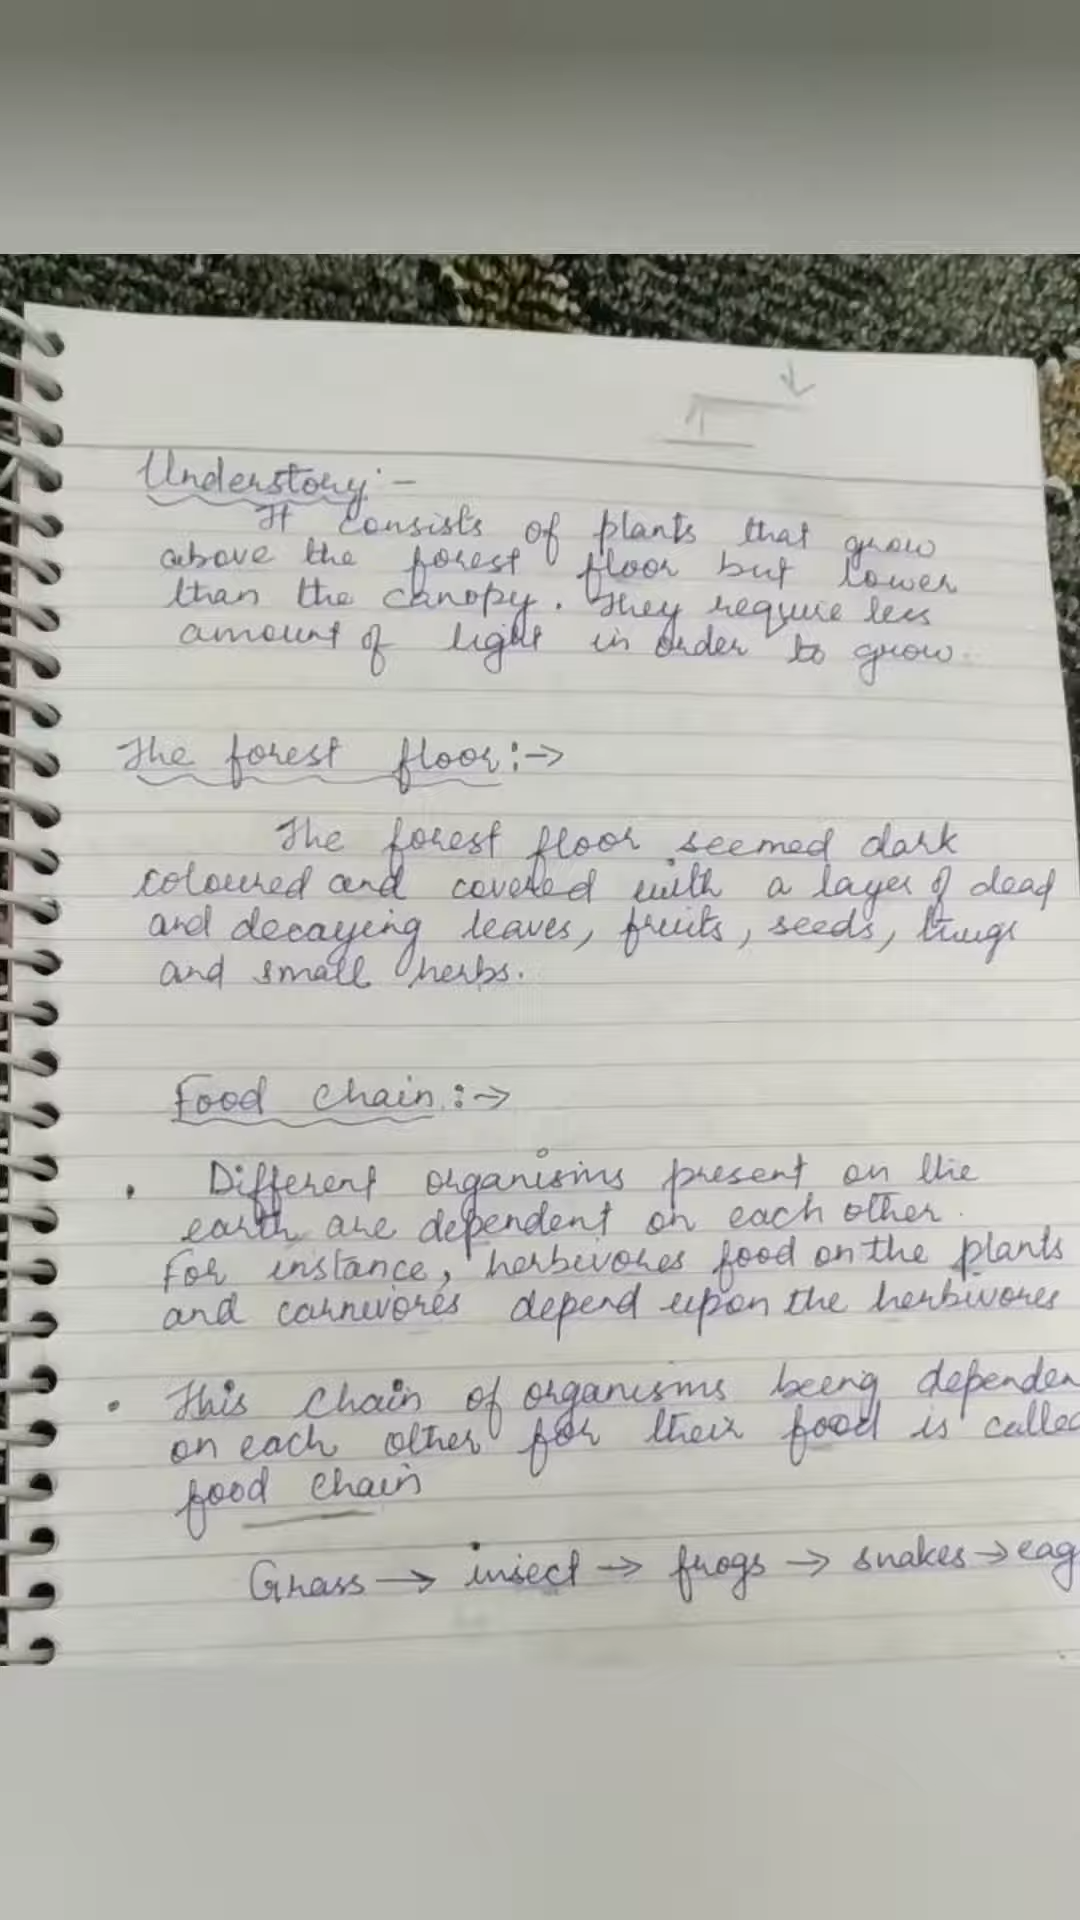 Understory:-
It consists of plants that grow
above the forest floor but lower
than the canopy. They require less
amount of light in order to grow.
The forest floor:->
The forest floor seemed dark
coloured and covered with a layer of dead
and decaying leaves, fruits, seeds, twigs
and small herbs.
Food Chain:->
• Different organisms present on the
earth are dependent on each other.
For instance, herbivores food on the plants
and carnivores depend upon the herbivores
• This Chain of organisms being dependen
on each other for their food is calle
food Chain
Grass -> insect -> frogs -> snakes -> eag